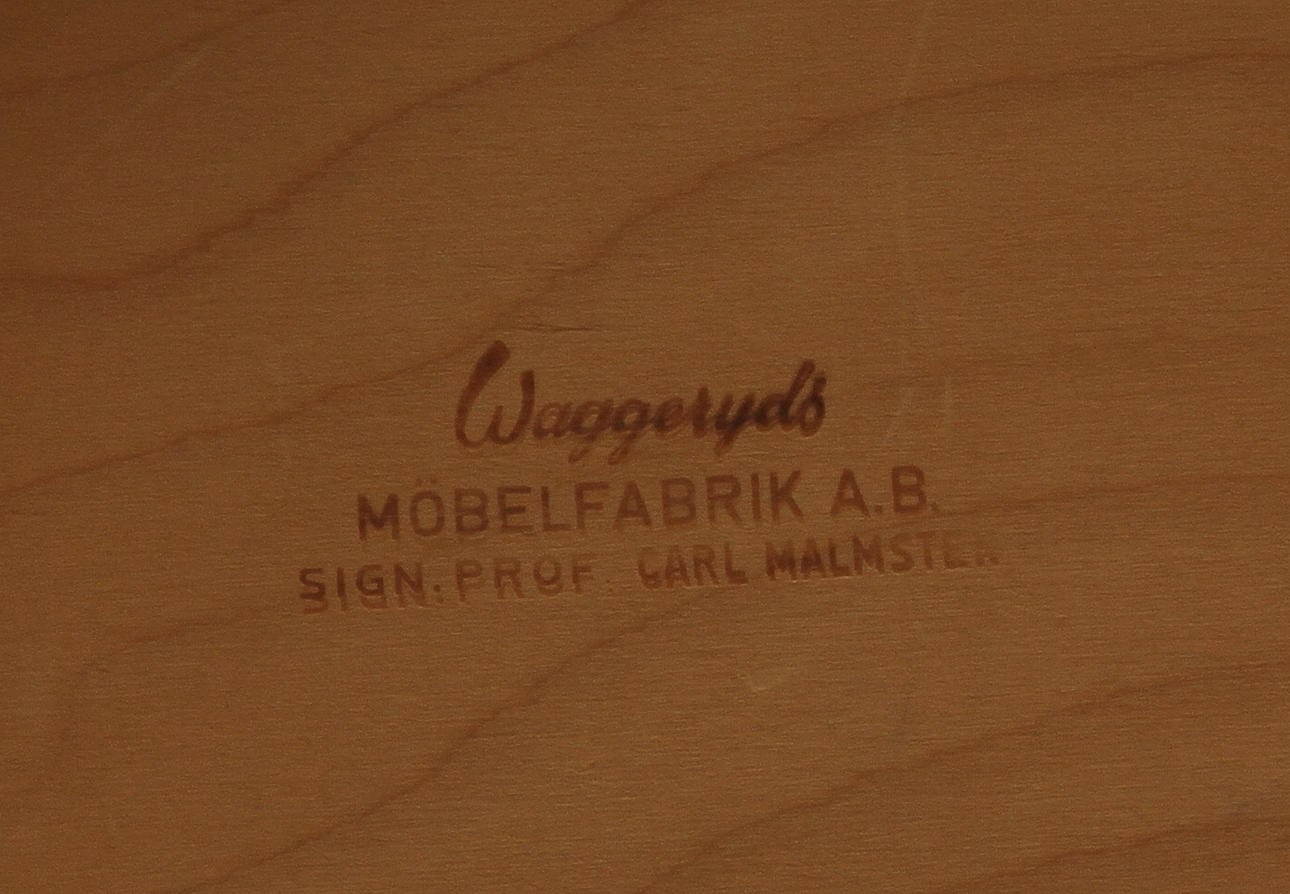 Waggeryds
MÖBELFABRIK A.B.
SIGN: PROF. CARL MALMSTEN